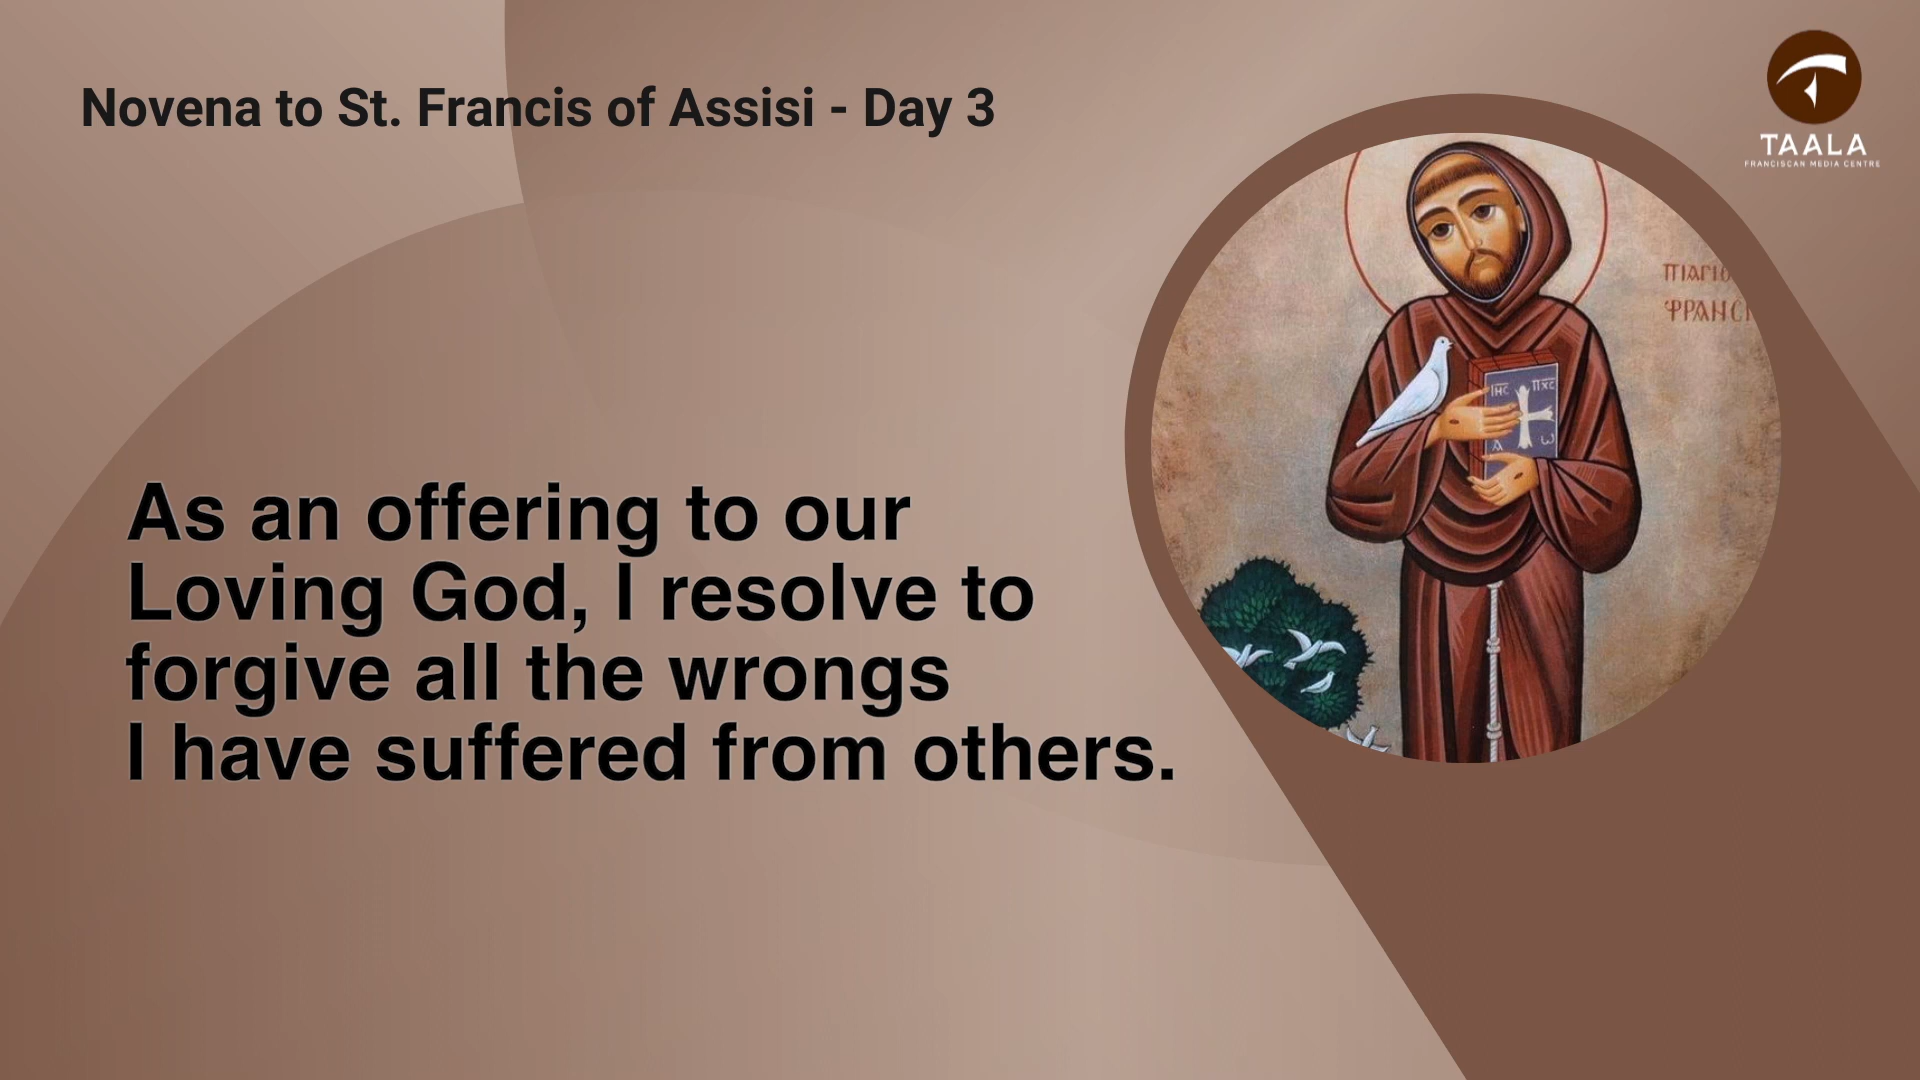 Novena to St. Francis of Assisi - Day 3
TAALA
FRANCISCAN MEDIA CENTRE
As an offering to our
Loving God, I resolve to
forgive all the wrongs
I have suffered from others.